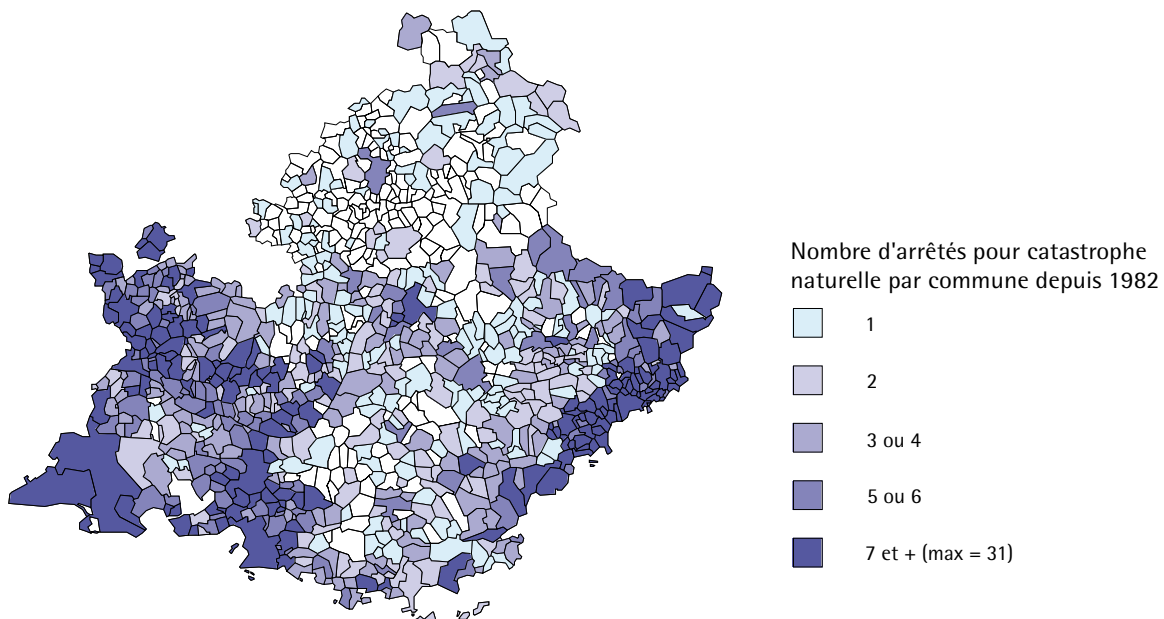 Nombre d'arrêtés pour catastrophe
naturelle par commune depuis 1982
1
2
3 ou 4
5 ou 6
7 et + (max = 31)